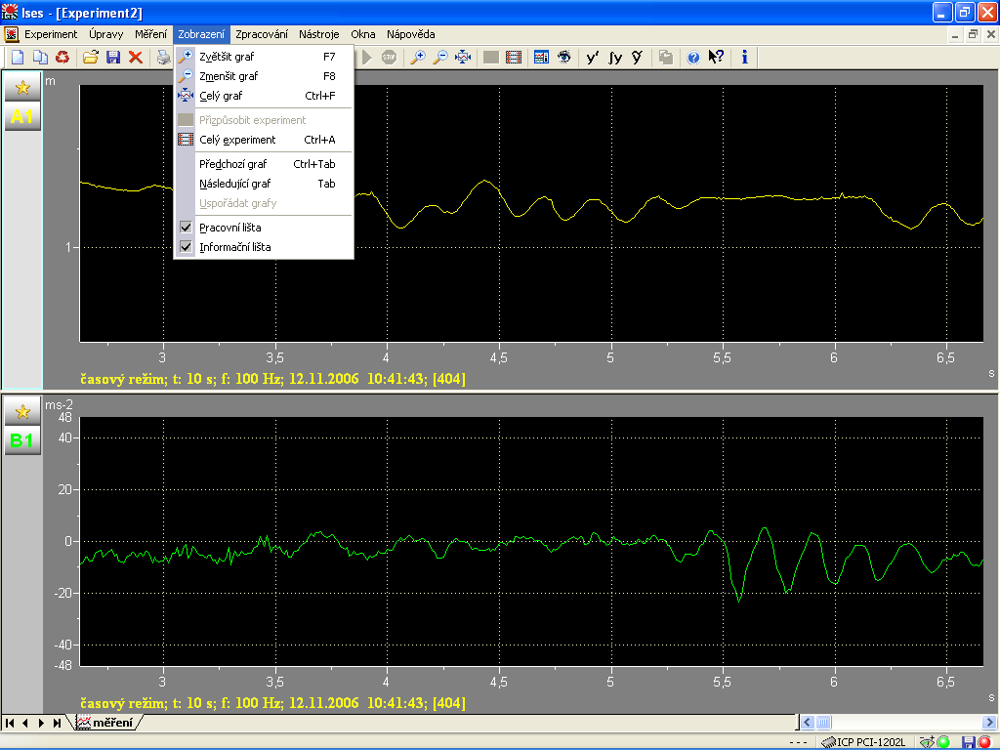 Ises - [Experiment2]
Experiment Úpravy Měření Zobrazení Zpracování Nástroje Okna Nápověda
STOP y' ∫y ŷ ? ? i
Zvětšit graf F7
Zmenšit graf F8
Celý graf Ctrl+F
Přizpůsobit experiment
Celý experiment Ctrl+A
Předchozí graf Ctrl+Tab
Následující graf Tab
Uspořádat grafy
Pracovní lišta
Informační lišta
m
A1
1
3 3,5 4 4,5 5 5,5 6 6,5
s
časový režim; t: 10 s; f: 100 Hz; 12.11.2006 10:41:43; [404]
ms-2
48
B1
40
20
0
-20
-40
-48
3 3,5 4 4,5 5 5,5 6 6,5
s
časový režim; t: 10 s; f: 100 Hz; 12.11.2006 10:41:43; [404]
měření
- - - ICP PCI-1202L